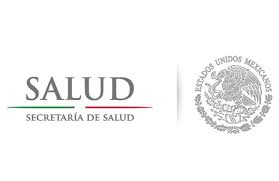 SALUD
SECRETARÍA DE SALUD
ESTADOS UNIDOS MEXICANOS